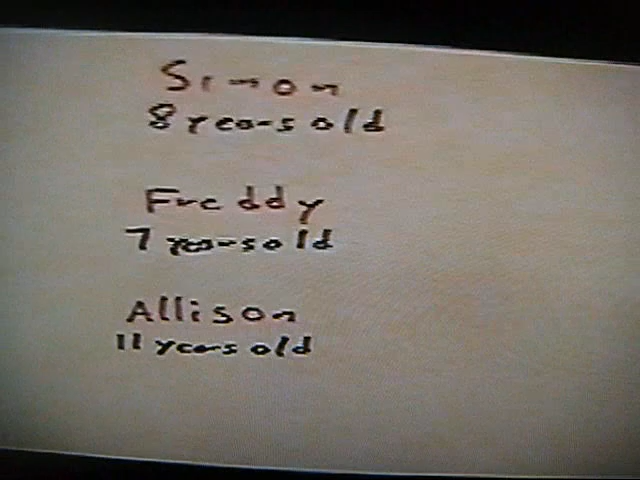 Simon
8 years old
Freddy
7 years old
Allison
11 years old